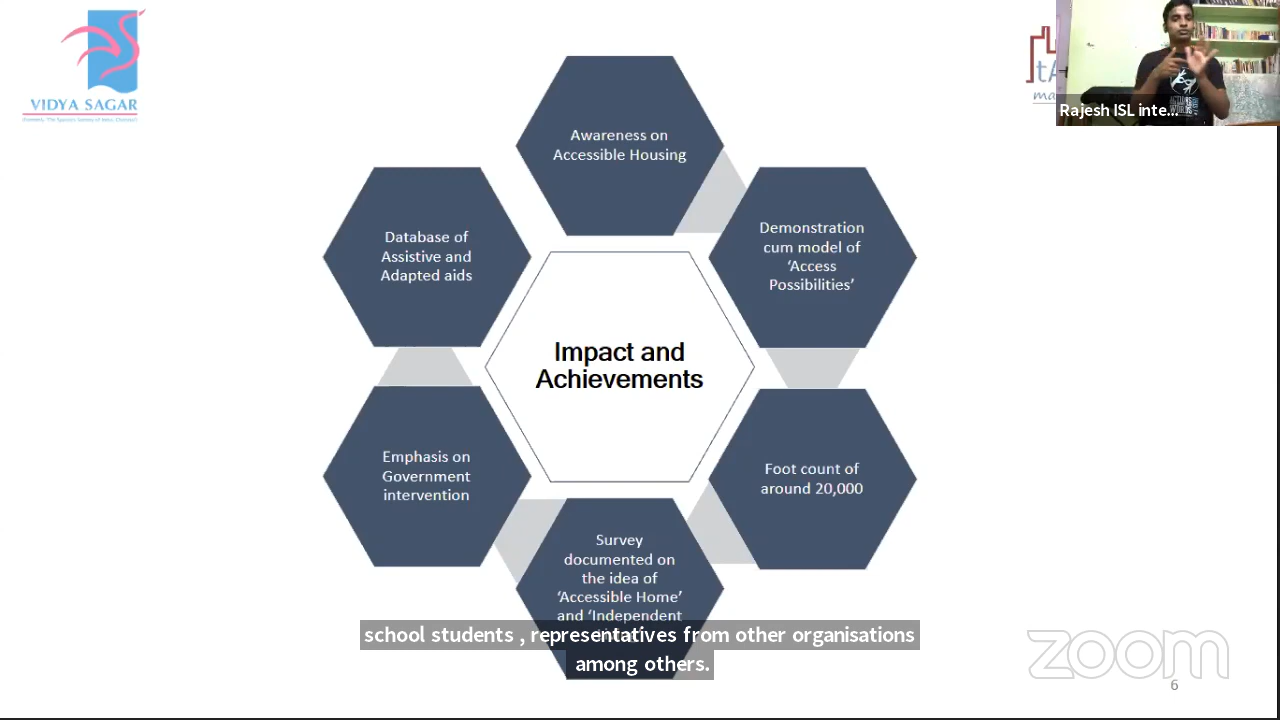 VIDYA SAGAR
Rajesh ISL inte...
Awareness on
Accessible Housing
Demonstration
cum model of
‘Access
Possibilities’
Foot count of
around 20,000
Survey
documented on
the idea of
‘Accessible Home’
and ‘Independent
Emphasis on
Government
intervention
Database of
Assistive and
Adapted aids
Impact and
Achievements
school students , representatives from other organisations
among others.
zoom
6